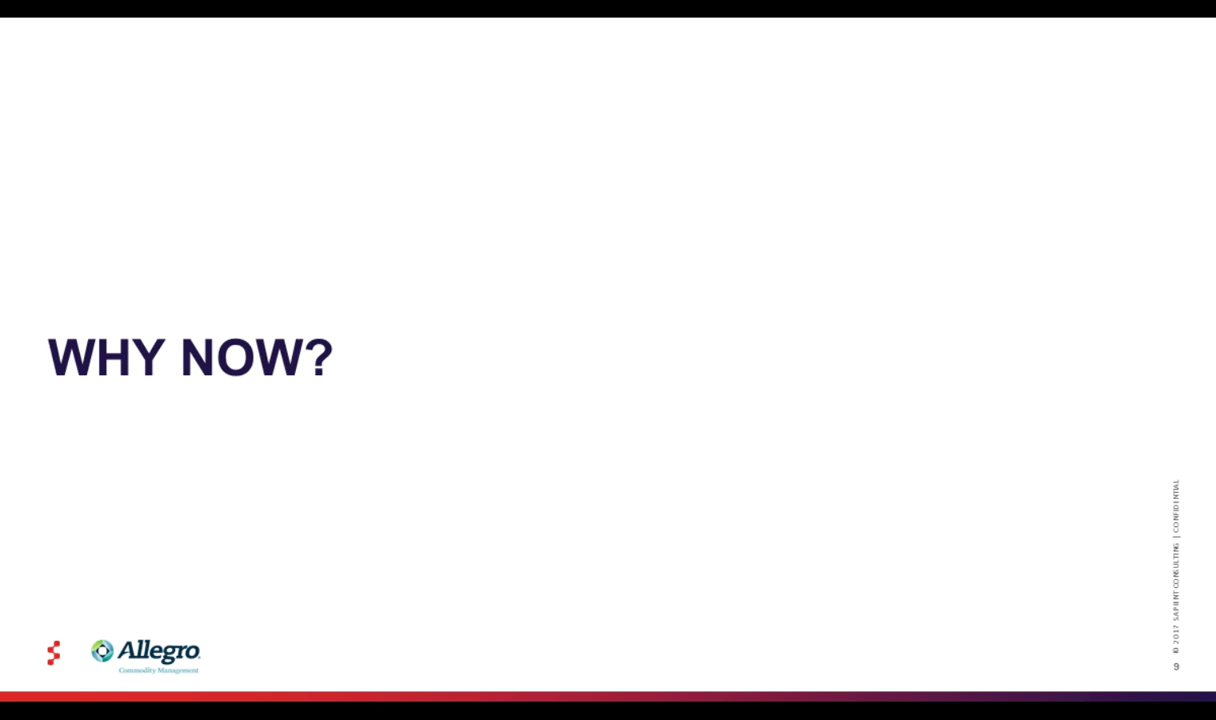 WHY NOW?
Allegro
Commodity Management
© 2017 SAPIENT CONSULTING | CONFIDENTIAL
9